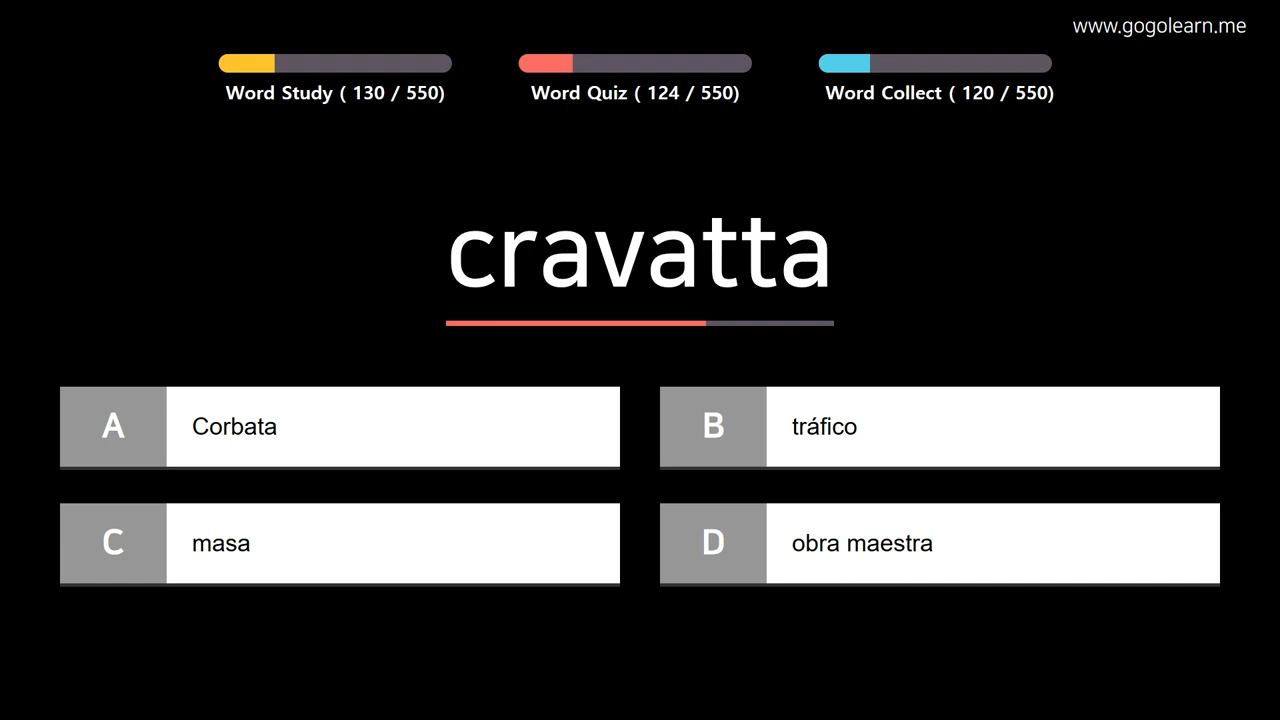 www.gogolearn.me
Word Study ( 130 / 550)
Word Quiz ( 124 / 550)
Word Collect ( 120 / 550)
cravatta
A Corbata
B tráfico
C masa
D obra maestra